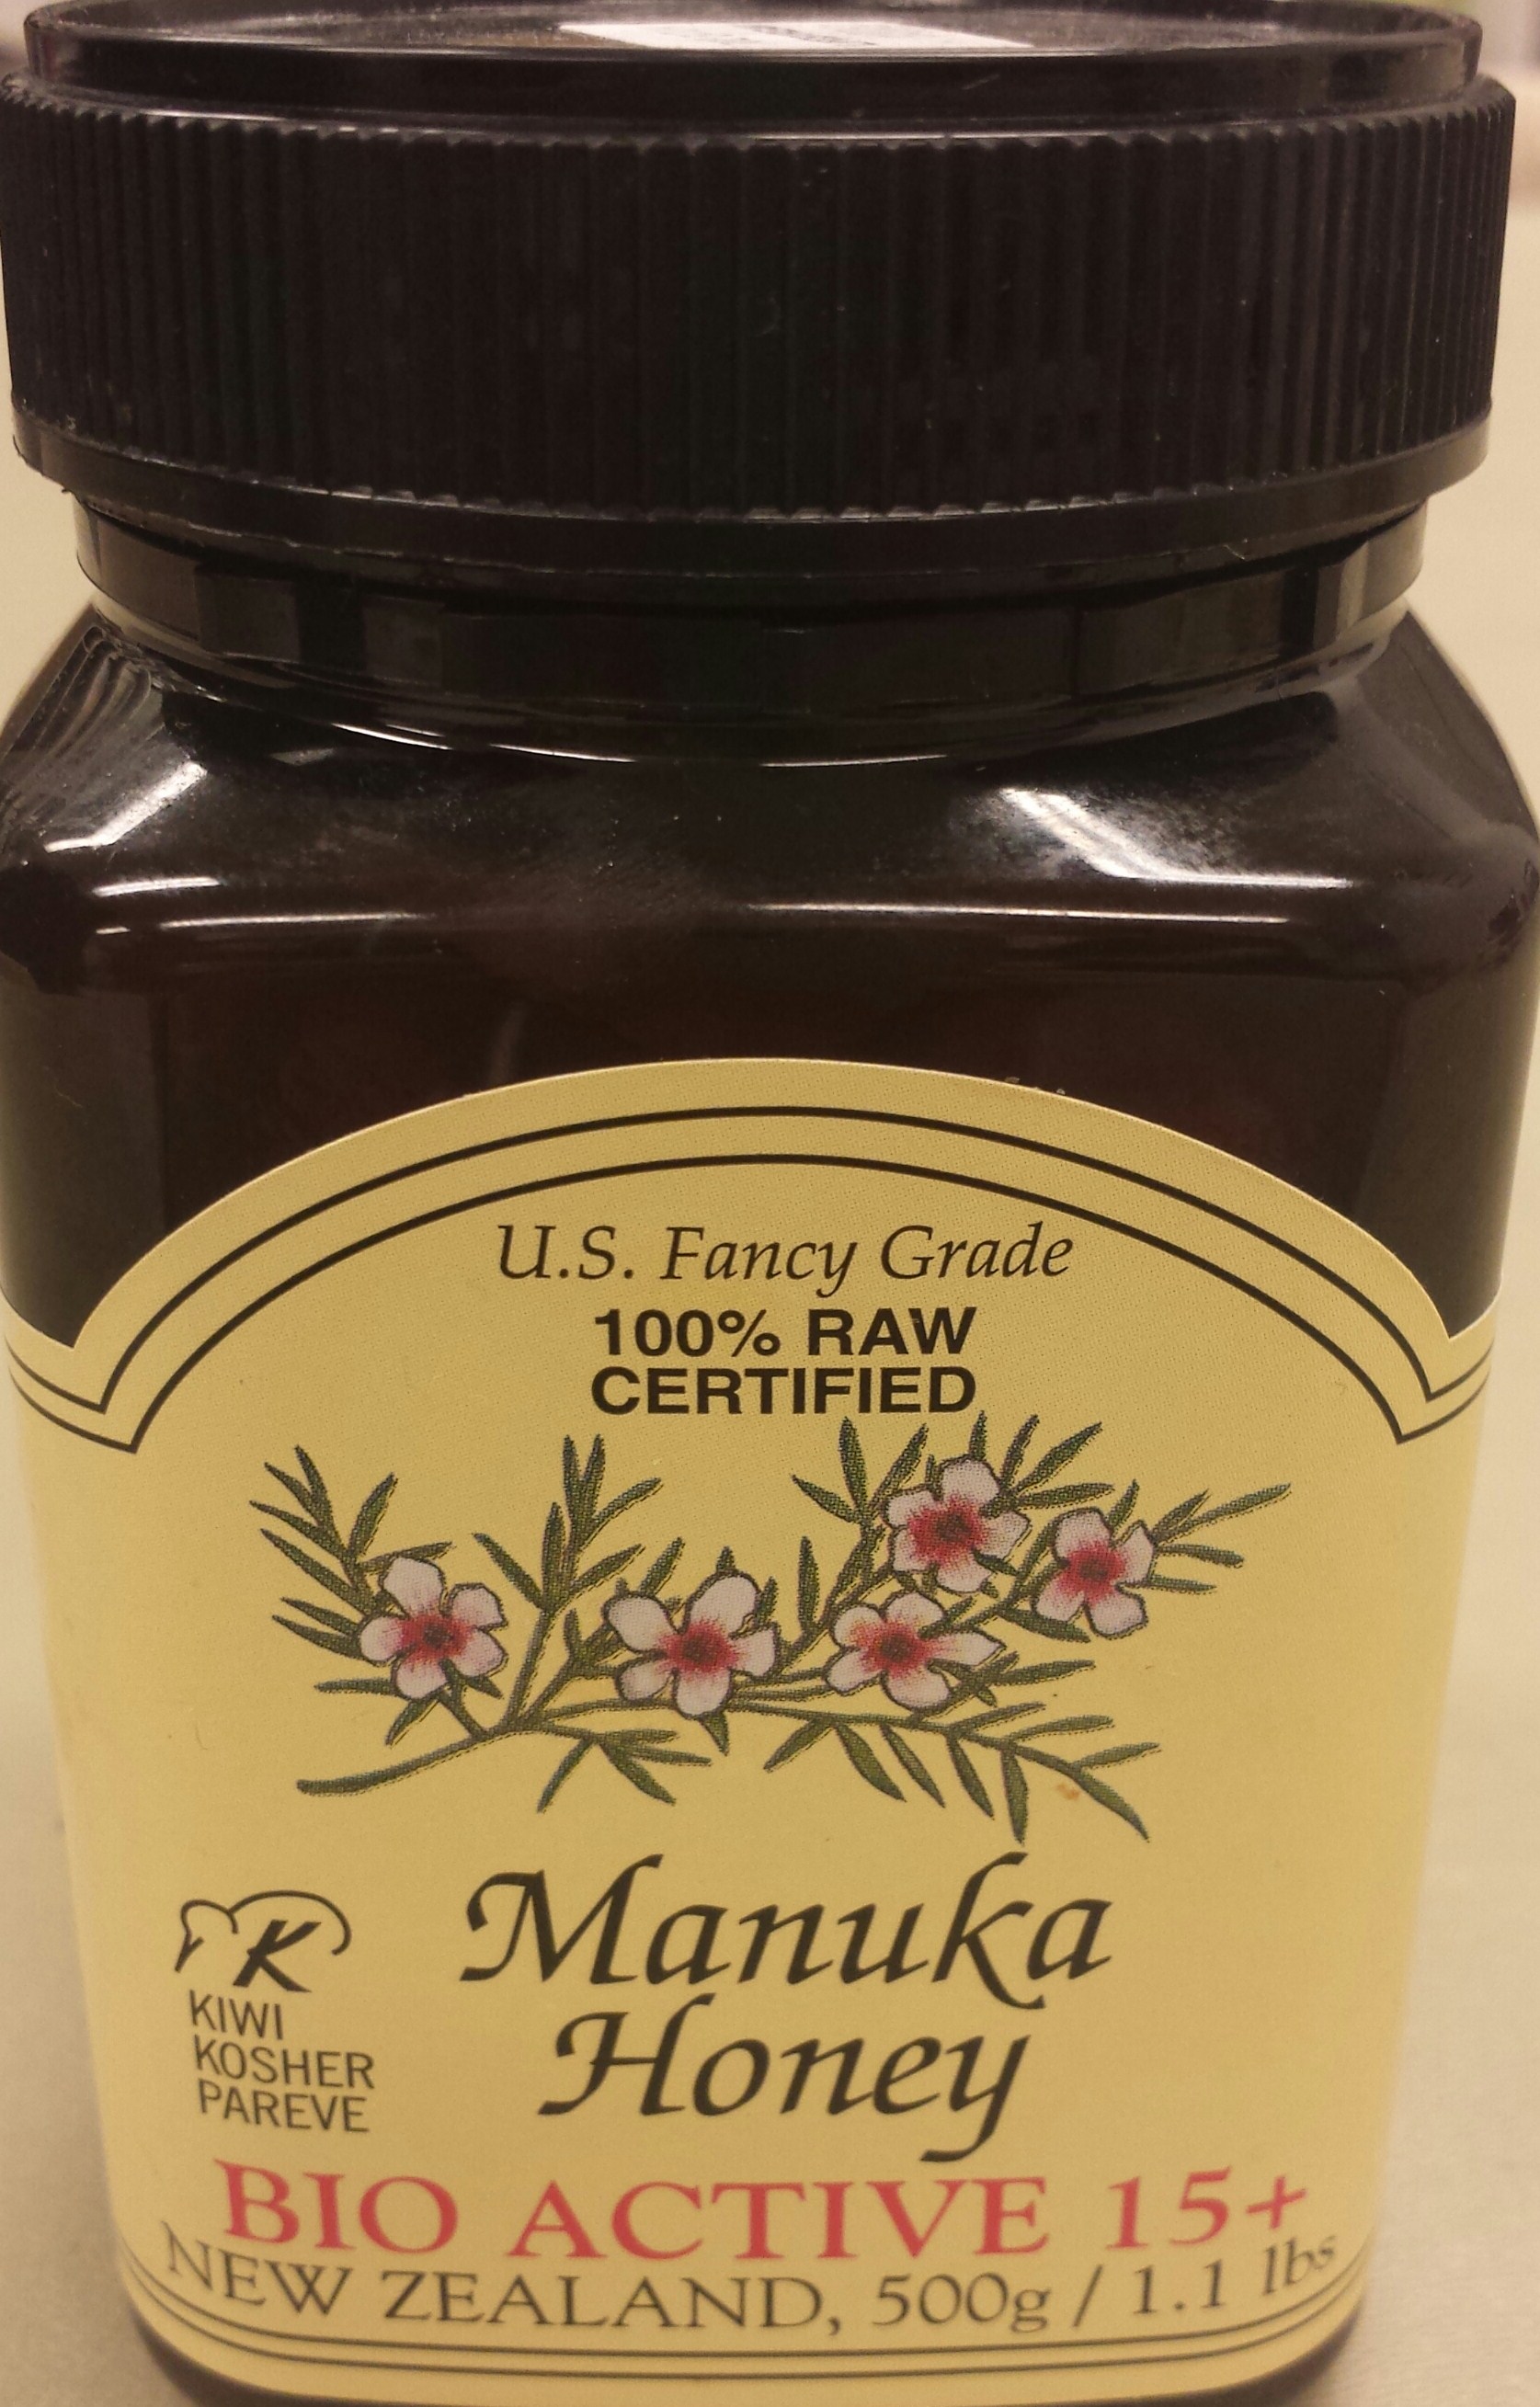 U.S. Fancy Grade
100% RAW
CERTIFIED
Manuka
Honey
K
KIWI
KOSHER
PAREVE
BIO ACTIVE 15+
NEW ZEALAND, 500g / 1.1 lbs